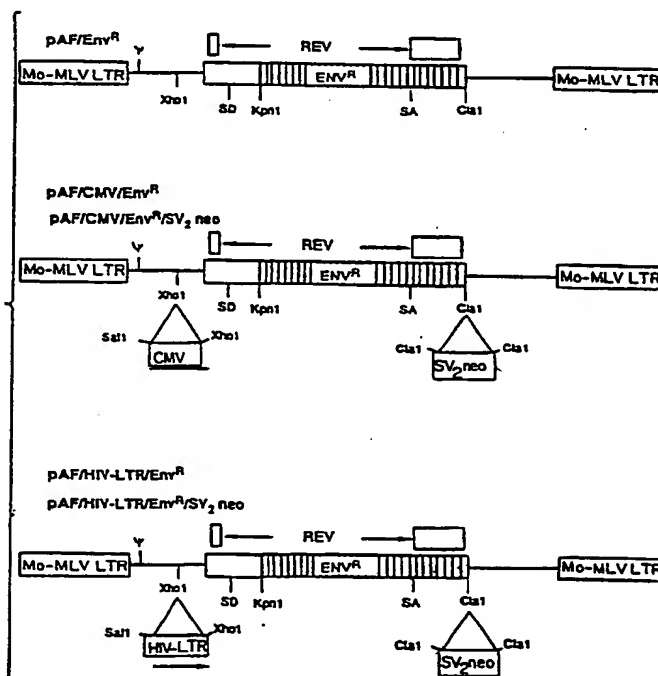 pAF/Env^R
REV
Ψ
Mo-MLV LTR ENV^R Mo-MLV LTR
Xho1 SD Kpn1 SA Cla1
pAF/CMV/Env^R
pAF/CMV/Env^R/SV₂ neo
REV
Ψ
Mo-MLV LTR ENV^R Mo-MLV LTR
Xho1 SD Kpn1 SA Cla1
Sal1 Xho1 Cla1 Cla1
CMV SV₂neo
pAF/HIV-LTR/Env^R
pAF/HIV-LTR/Env^R/SV₂ neo
REV
Ψ
Mo-MLV LTR ENV^R Mo-MLV LTR
Xho1 SD Kpn1 SA Cla1
Sal1 Xho1 Cla1 Cla1
HIV-LTR SV₂neo